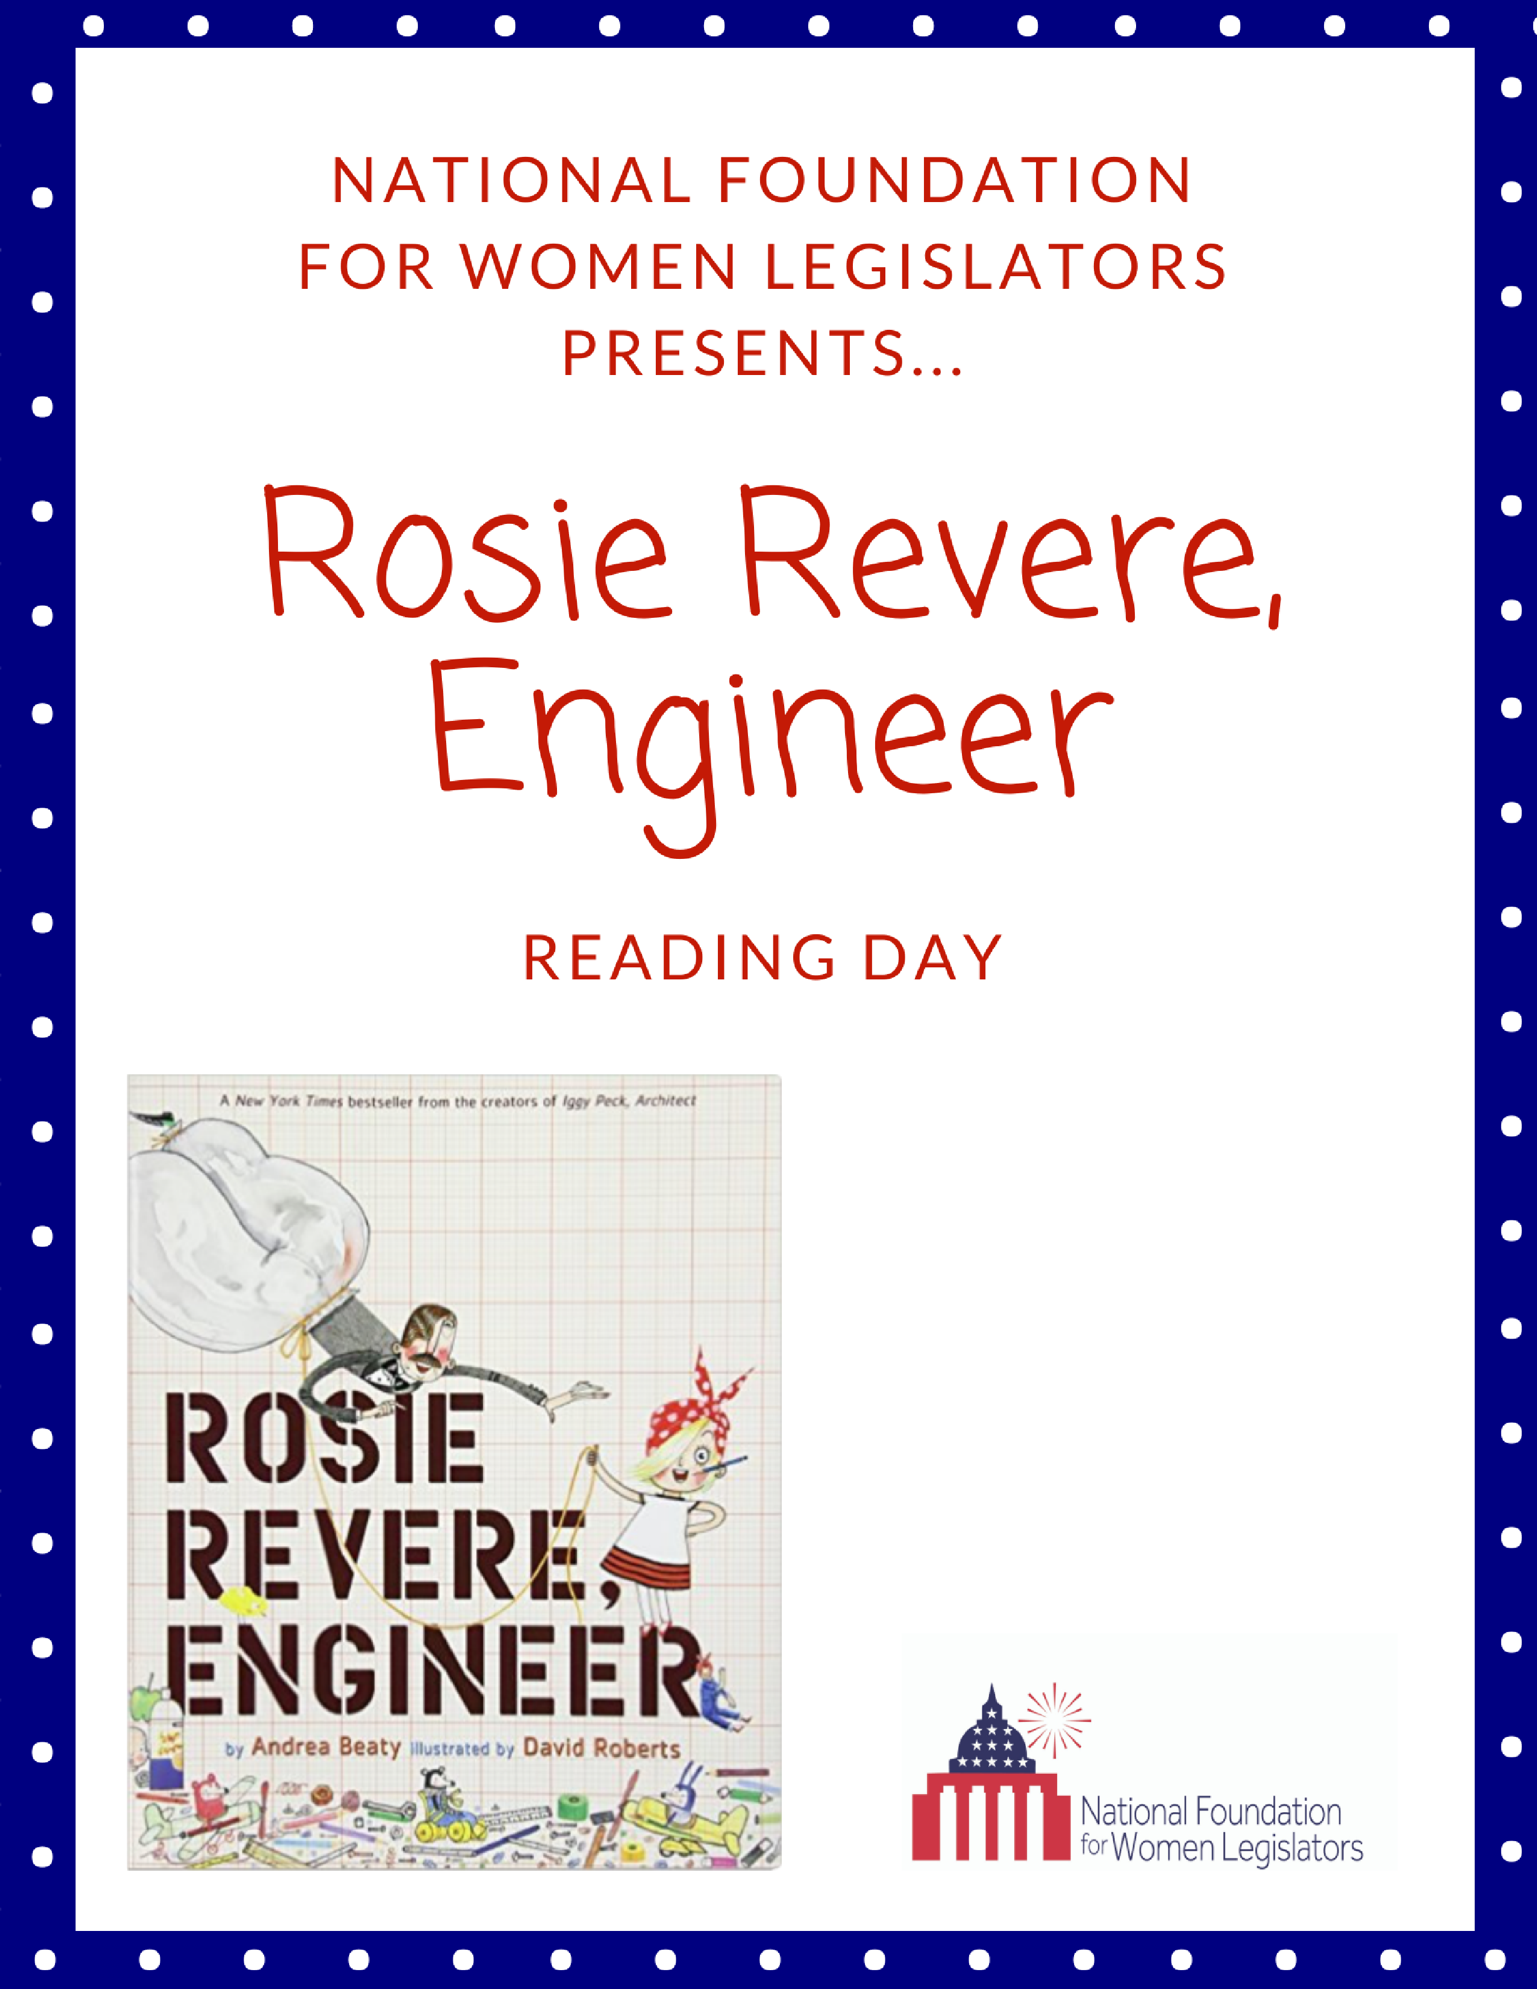 NATIONAL FOUNDATION
FOR WOMEN LEGISLATORS
PRESENTS...
Rosie Revere,
Engineer
READING DAY
A New York Times bestseller from the creators of Iggy Peck, Architect
ROSIE
REVERE,
ENGINEER
by Andrea Beaty illustrated by David Roberts
National Foundation
for Women Legislators